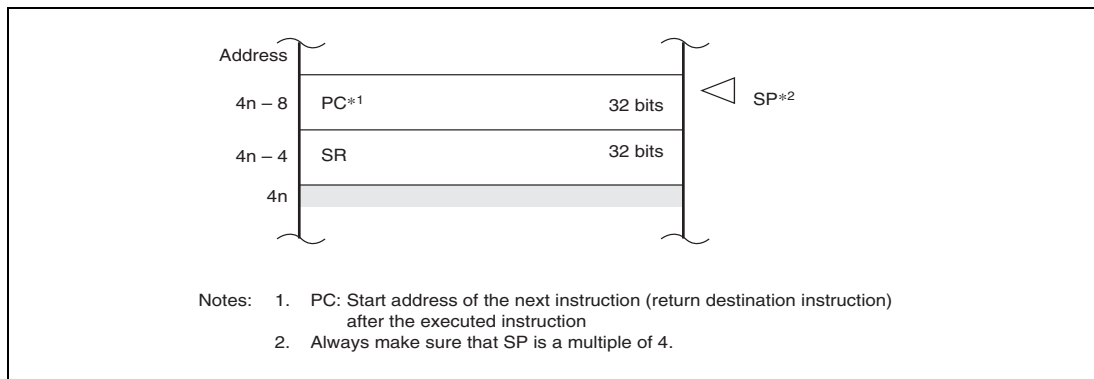 Address
4n – 8 PC*1 32 bits SP*2
4n – 4 SR 32 bits
4n
Notes: 1. PC: Start address of the next instruction (return destination instruction)
after the executed instruction
2. Always make sure that SP is a multiple of 4.